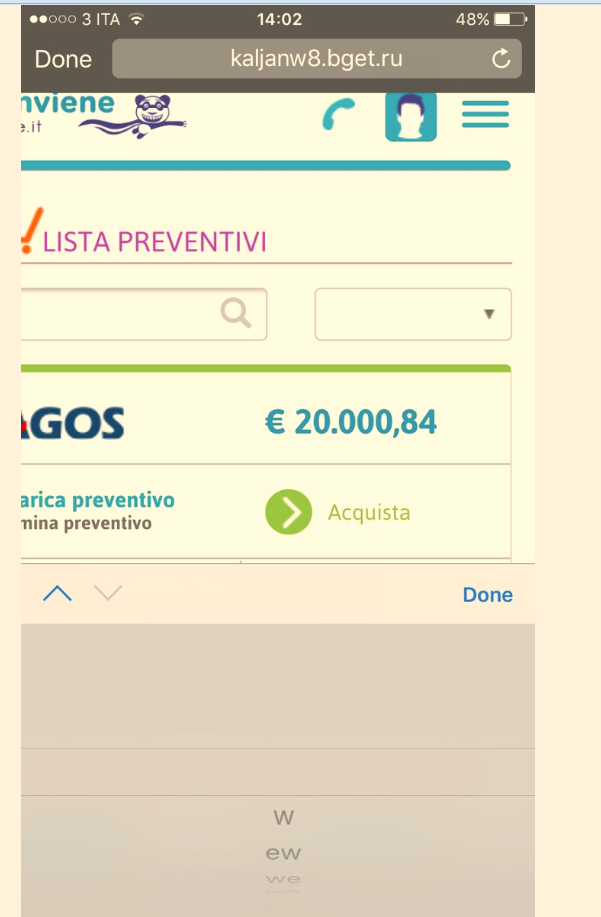 3 ITA 14:02 48%
Done kaljanw8.bget.ru
nviene
e.it
LISTA PREVENTIVI
AGOS € 20.000,84
arica preventivo
mina preventivo
Acquista
Done
w
ew
we